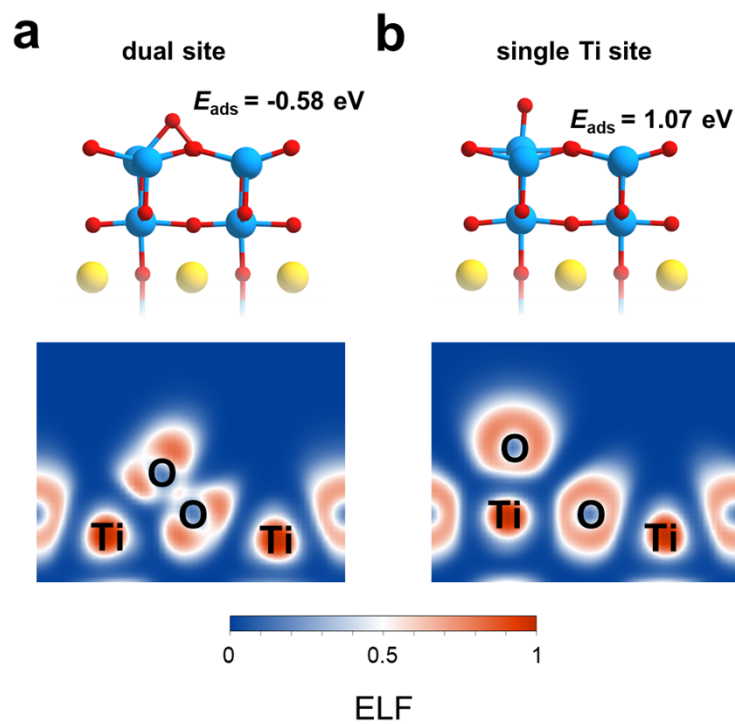 a
dual site
E_ads = -0.58 eV
b
single Ti site
E_ads = 1.07 eV
O
O
Ti
Ti
O
Ti
O
Ti
0
0.5
1
ELF